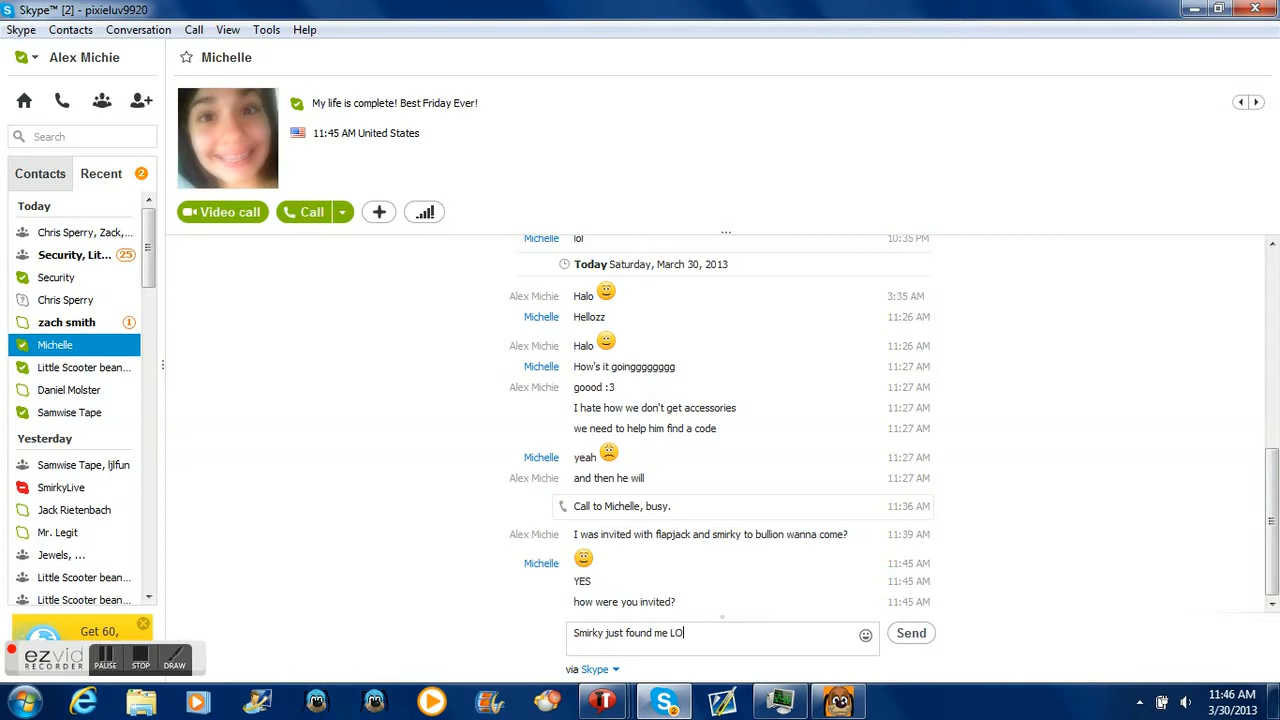 Skype™ [2] - pixieluv9920
Skype Contacts Conversation Call View Tools Help
Alex Michie
Search
Contacts Recent 2
Today
Chris Sperry, Zack,...
Security, Lit... 25
Security
Chris Sperry
zach smith 1
Michelle
Little Scooter bean...
Daniel Molster
Samwise Tape
Yesterday
Samwise Tape, ljlfun
SmirkyLive
Jack Rietenbach
Mr. Legit
Jewels, ...
Little Scooter bean...
Little Scooter bean...
Get 60,
ezvid
RECORDER
PAUSE STOP DRAW
Michelle
My life is complete! Best Friday Ever!
11:45 AM United States
Video call Call
Michelle lol 10:35 PM
Today Saturday, March 30, 2013
Alex Michie Halo 3:35 AM
Michelle Hellozz 11:26 AM
Alex Michie Halo 11:26 AM
Michelle How's it goingggggggg 11:27 AM
Alex Michie goood :3 11:27 AM
I hate how we don't get accessories 11:27 AM
we need to help him find a code 11:27 AM
Michelle yeah 11:27 AM
Alex Michie and then he will 11:27 AM
Call to Michelle, busy. 11:36 AM
Alex Michie I was invited with flapjack and smirky to bullion wanna come? 11:39 AM
Michelle 11:45 AM
YES 11:45 AM
how were you invited? 11:45 AM
Smirky just found me LO Send
via Skype
2
11:46 AM
3/30/2013